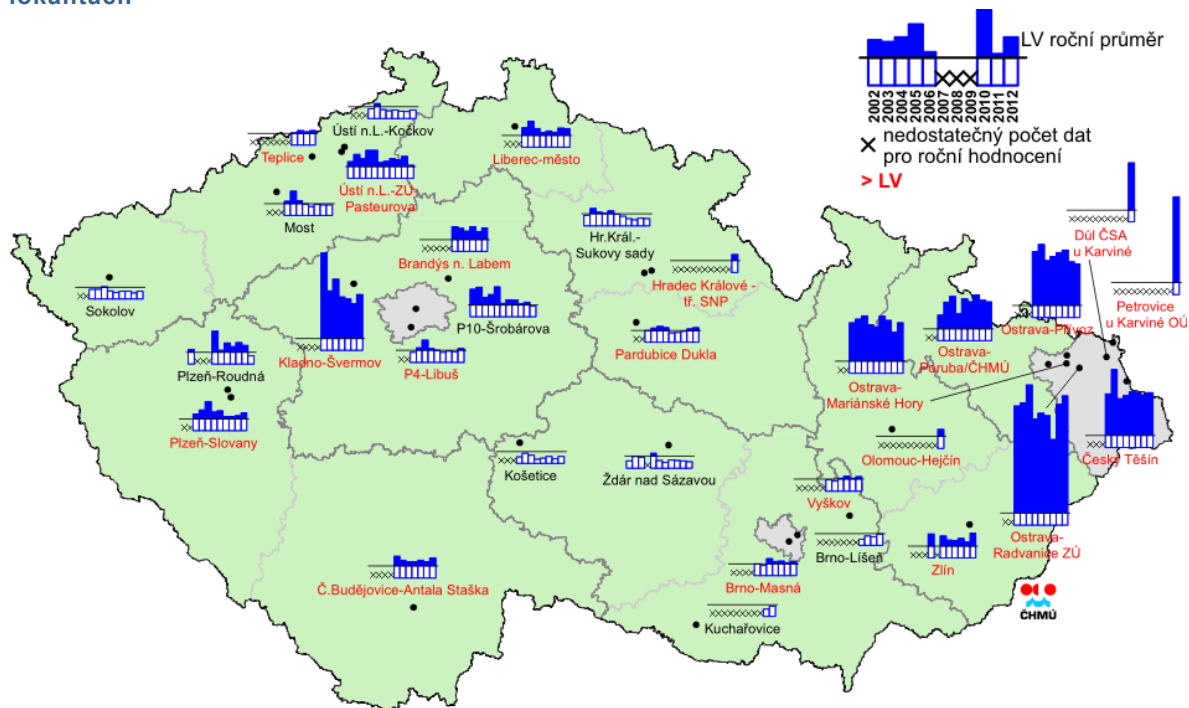 lokalitách
LV roční průměr
2002
2003
2004
2005
2006
2007
2008
2009
2010
2011
2012
nedostatečný počet dat
pro roční hodnocení
> LV
Ústí n.L.-Kočkov
Teplice
Liberec-město
Ústí n.L.-ZÚ-
Pasteurova
Most
Hr.Král.-
Sukovy sady
Důl ČSA
u Karviné
Brandýs n. Labem
Hradec Králové -
tř. SNP
Petrovice
u Karviné OÚ
Sokolov
P10-Šrobárova
Ostrava-Přívoz
Kladno-Švermov
Plzeň-Roudná
P4-Libuš
Pardubice Dukla
Ostrava-
Poruba/ČHMÚ
Ostrava-
Mariánské Hory
Plzeň-Slovany
Olomouc-Hejčín
Český Těšín
Košetice
Ždár nad Sázavou
Vyškov
Ostrava-
Radvanice ZÚ
Brno-Líšeň
Zlín
Č.Budějovice-Antala Staška
Brno-Masná
Kuchařovice
ČHMÚ